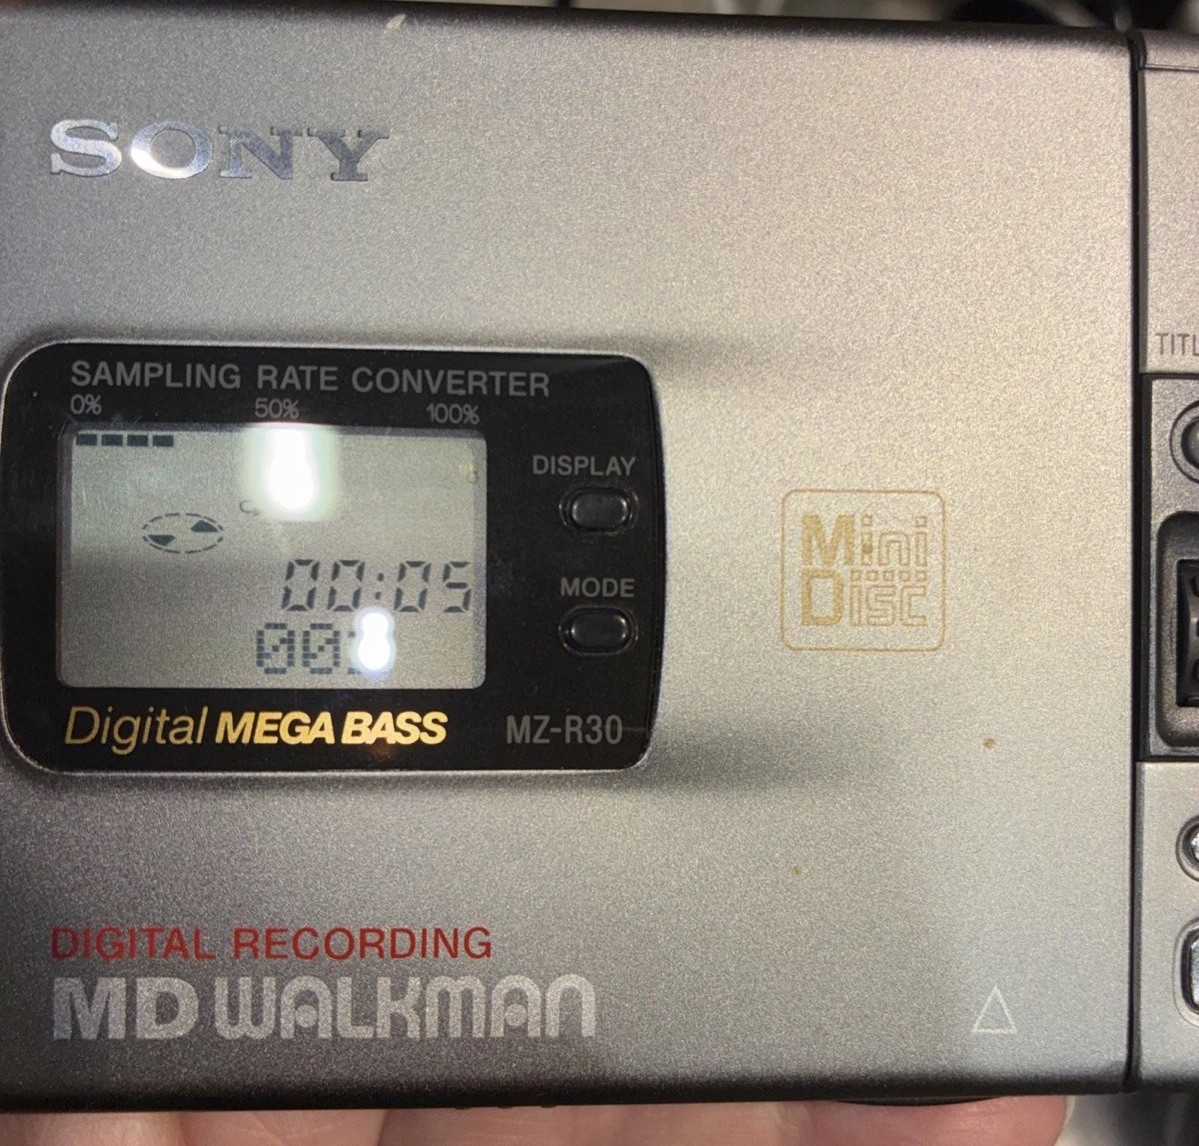 SONY
TITL
SAMPLING RATE CONVERTER
0% 50% 100%
DISPLAY
00:05
MODE
Digital MEGA BASS MZ-R30
Mini
Disc
DIGITAL RECORDING
MD WALKMAN